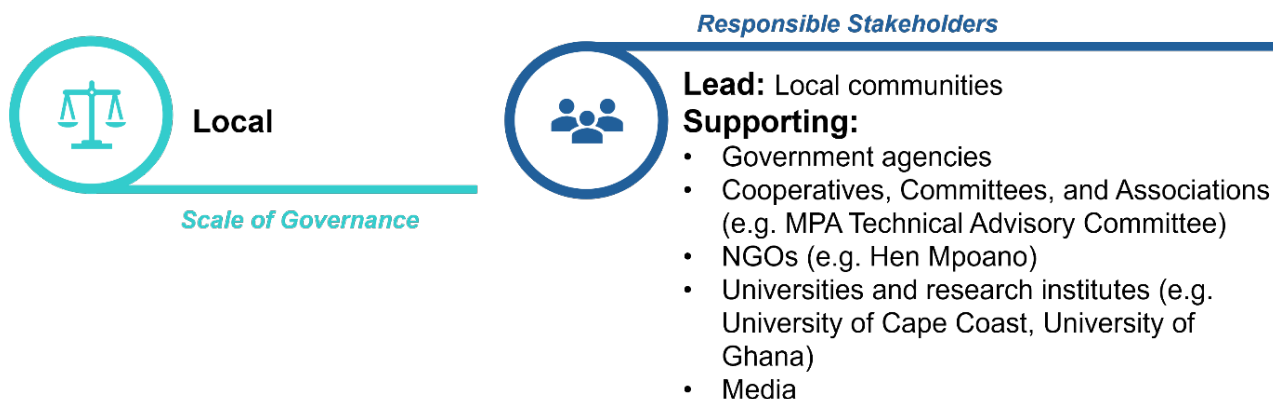 Local
Scale of Governance
Responsible Stakeholders
Lead: Local communities
Supporting:
• Government agencies
• Cooperatives, Committees, and Associations
(e.g. MPA Technical Advisory Committee)
• NGOs (e.g. Hen Mpoano)
• Universities and research institutes (e.g.
University of Cape Coast, University of
Ghana)
• Media